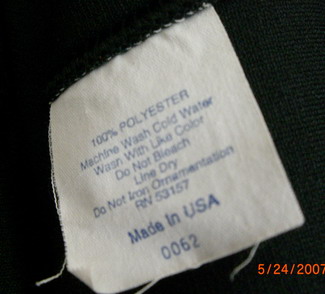 100% POLYESTER
Machine Wash Cold Water
Wash With Like Color
Do Not Bleach
Line Dry
Do Not Iron Ornamentation
RN 53157
Made In USA
0062
5/24/2007